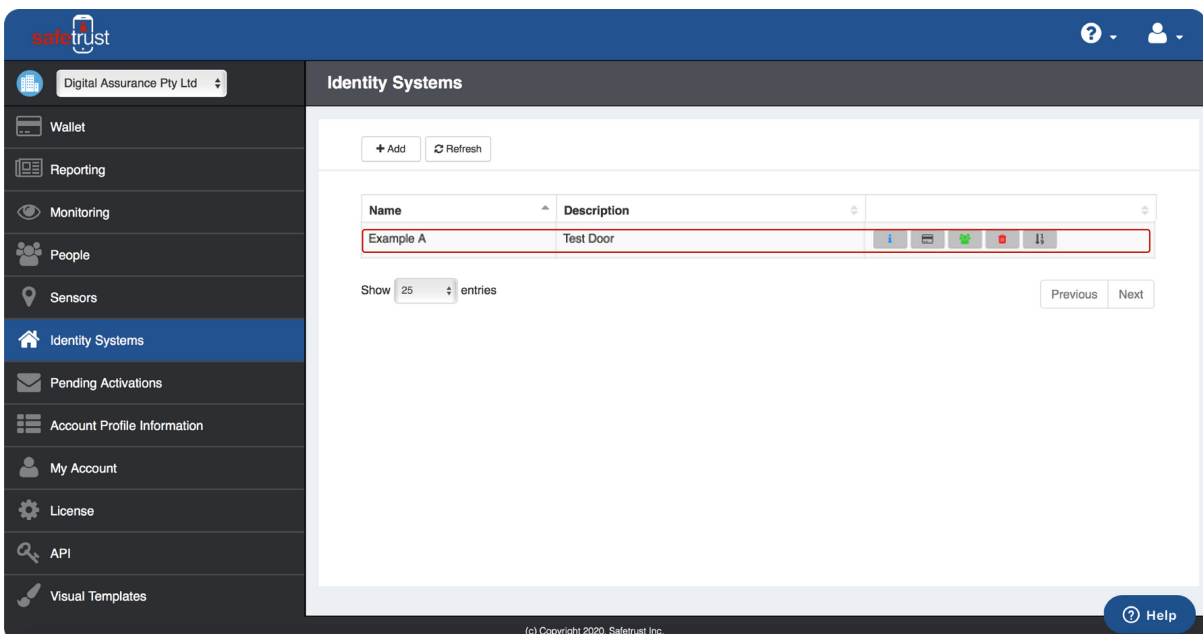 safetrust
Digital Assurance Pty Ltd
Identity Systems
Wallet
Reporting
Monitoring
People
Sensors
Identity Systems
Pending Activations
Account Profile Information
My Account
License
API
Visual Templates
+ Add Refresh
Name Description
Example A Test Door
Show 25 entries
Previous Next
Help
(c) Copyright 2020, Safetrust Inc.